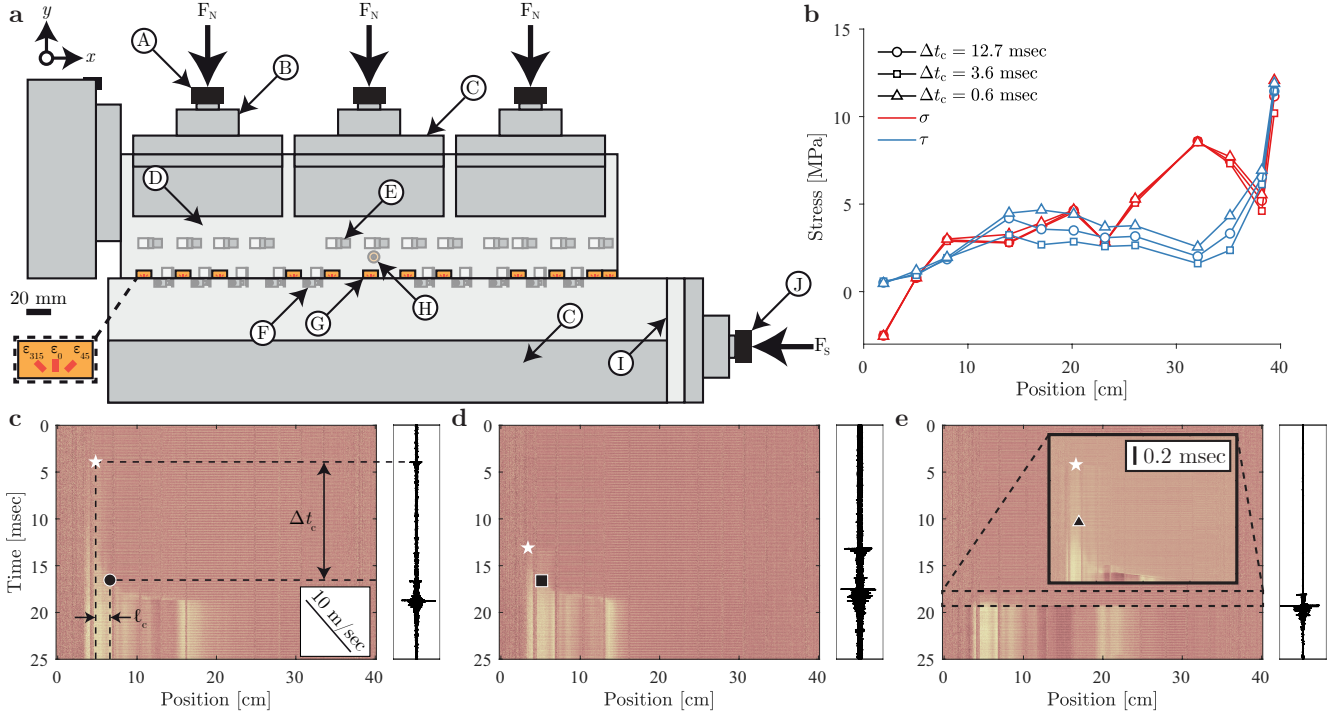 a
y
x
F_N
F_N
F_N
A
B
C
D
E
20 mm
F
G
H
C
I
J
F_S
ε_315 ε_0 ε_45
b
Stress [MPa]
15
10
5
0
Δt_c = 12.7 msec
Δt_c = 3.6 msec
Δt_c = 0.6 msec
σ
τ
0 10 20 30 40
Position [cm]
c
Time [msec]
0
5
10
15
20
25
Δt_c
ℓ_c
10 m/sec
0 10 20 30 40
Position [cm]
d
0
5
10
15
20
25
0 10 20 30 40
Position [cm]
e
0
5
10
15
20
25
0.2 msec
0 10 20 30 40
Position [cm]